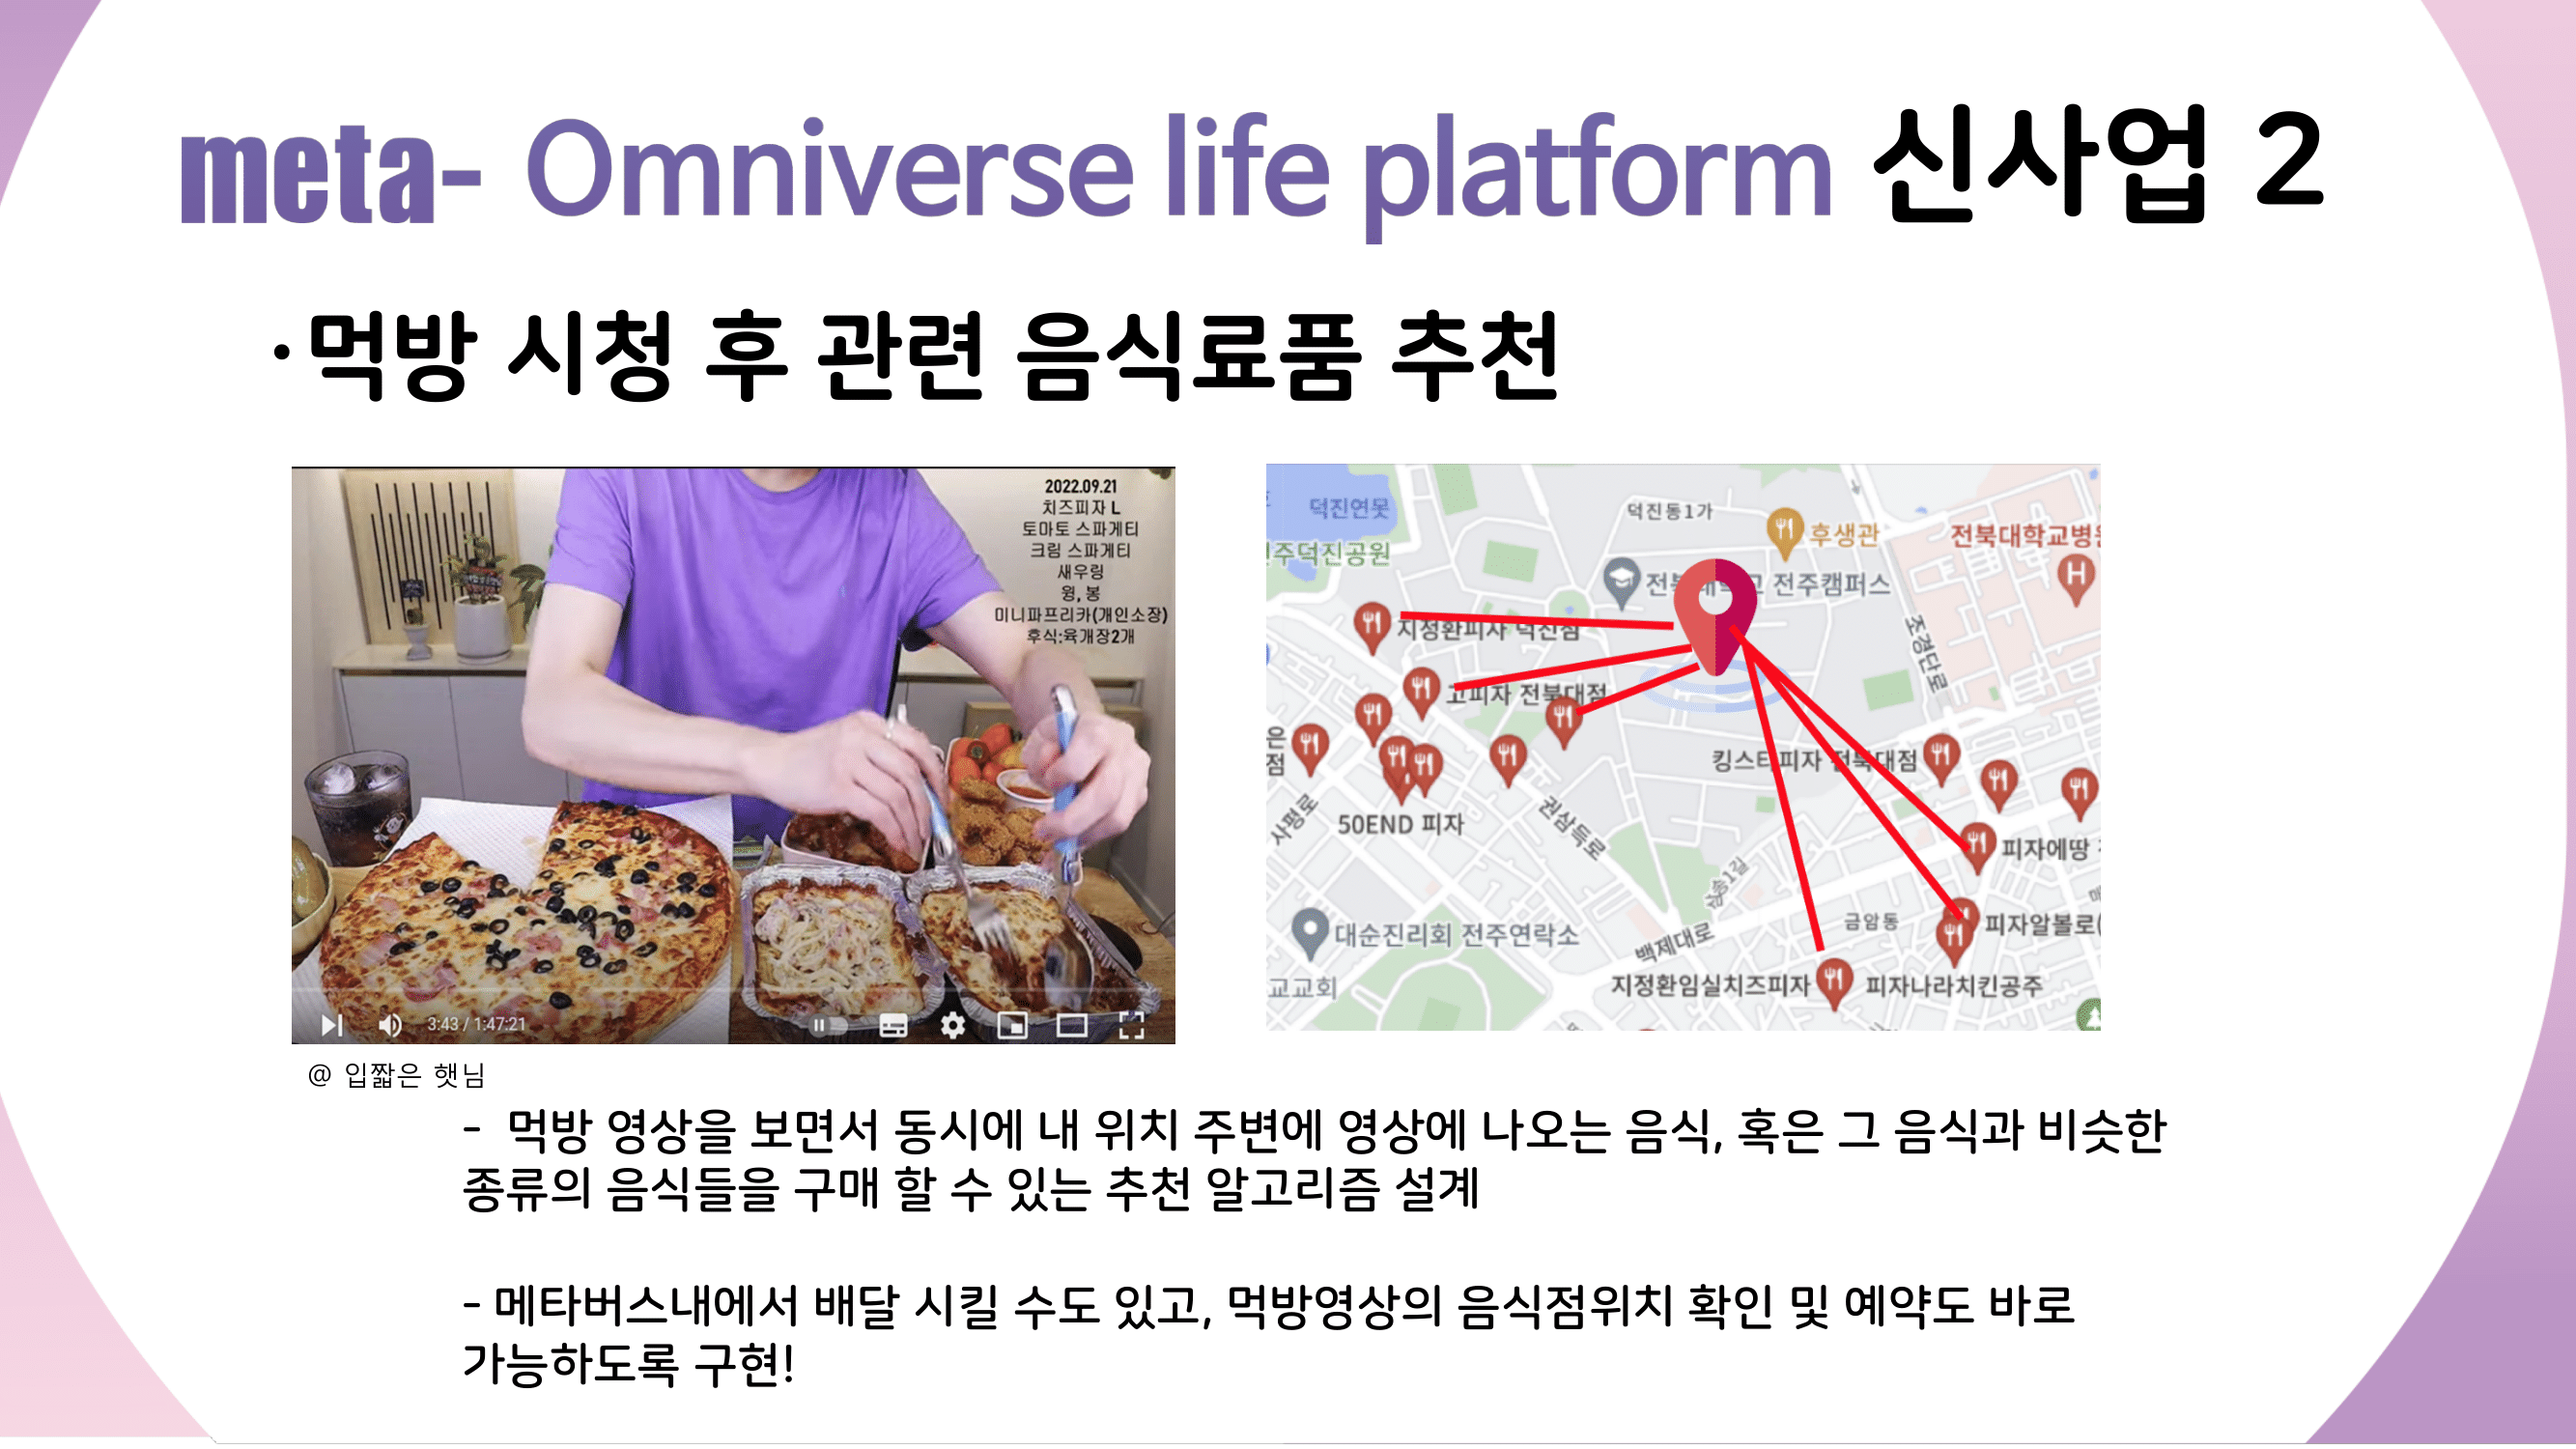 meta- Omniverse life platform 신사업 2
·먹방 시청 후 관련 음식료품 추천
2022.09.21
치즈피자 L
토마토 스파게티
크림 스파게티
새우링
윙, 봉
미니파프리카(개인소장)
후식:육개장2개
3:43 / 1:47:21
@ 입짧은 햇님
덕진연못
덕진동1가
후생관
전북대학교병원
주덕진공원
전북대학교 전주캠퍼스
조경단로
지정환피자 덕진점
고피자 전북대점
은
점
킹스타피자 전북대점
사평로
50END 피자
권삼득로
피자에땅
삼송1길
금암동
피자알볼로(
대순진리회 전주연락소
백제대로
교교회
지정환임실치즈피자
피자나라치킨공주
- 먹방 영상을 보면서 동시에 내 위치 주변에 영상에 나오는 음식, 혹은 그 음식과 비슷한
종류의 음식들을 구매 할 수 있는 추천 알고리즘 설계
- 메타버스내에서 배달 시킬 수도 있고, 먹방영상의 음식점위치 확인 및 예약도 바로
가능하도록 구현!